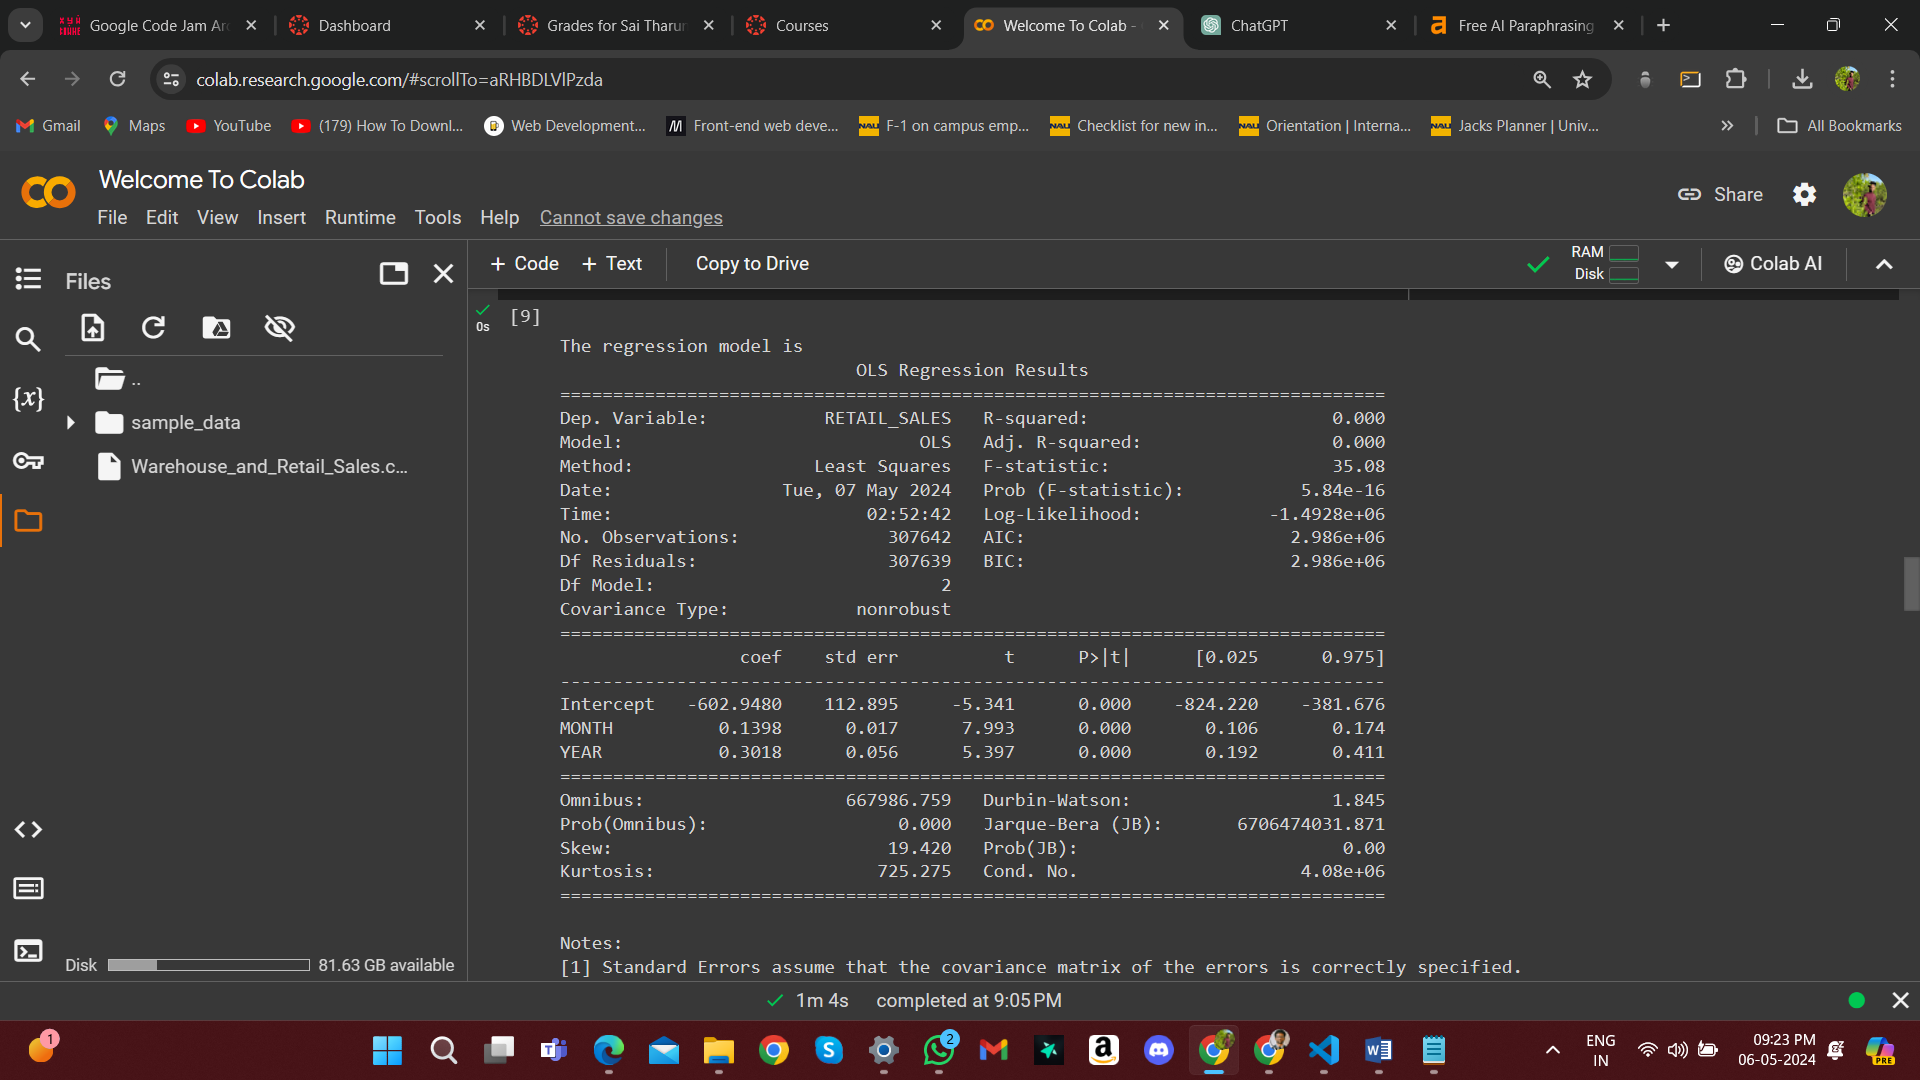 Google Code Jam Ar
Dashboard
Grades for Sai Tharun
Courses
Welcome To Colab -
ChatGPT
Free AI Paraphrasing
colab.research.google.com/#scrollTo=aRHBDLVlPzda
Gmail
Maps
YouTube
(179) How To Downl...
Web Development...
Front-end web deve...
F-1 on campus emp...
Checklist for new in...
Orientation | Interna...
Jacks Planner | Univ...
All Bookmarks
Welcome To Colab
File Edit View Insert Runtime Tools Help Cannot save changes
Share
Files
+ Code + Text Copy to Drive
RAM
Disk
Colab AI
..
sample_data
Warehouse_and_Retail_Sales.c...
0s
[9]
The regression model is
OLS Regression Results
==============================================================================
Dep. Variable: RETAIL_SALES R-squared: 0.000
Model: OLS Adj. R-squared: 0.000
Method: Least Squares F-statistic: 35.08
Date: Tue, 07 May 2024 Prob (F-statistic): 5.84e-16
Time: 02:52:42 Log-Likelihood: -1.4928e+06
No. Observations: 307642 AIC: 2.986e+06
Df Residuals: 307639 BIC: 2.986e+06
Df Model: 2
Covariance Type: nonrobust
==============================================================================
coef std err t P>|t| [0.025 0.975]
------------------------------------------------------------------------------
Intercept -602.9480 112.895 -5.341 0.000 -824.220 -381.676
MONTH 0.1398 0.017 7.993 0.000 0.106 0.174
YEAR 0.3018 0.056 5.397 0.000 0.192 0.411
==============================================================================
Omnibus: 667986.759 Durbin-Watson: 1.845
Prob(Omnibus): 0.000 Jarque-Bera (JB): 6706474031.871
Skew: 19.420 Prob(JB): 0.00
Kurtosis: 725.275 Cond. No. 4.08e+06
==============================================================================
Notes:
[1] Standard Errors assume that the covariance matrix of the errors is correctly specified.
Disk 81.63 GB available
1m 4s completed at 9:05 PM
1
2
ENG
IN
09:23 PM
06-05-2024
PRE